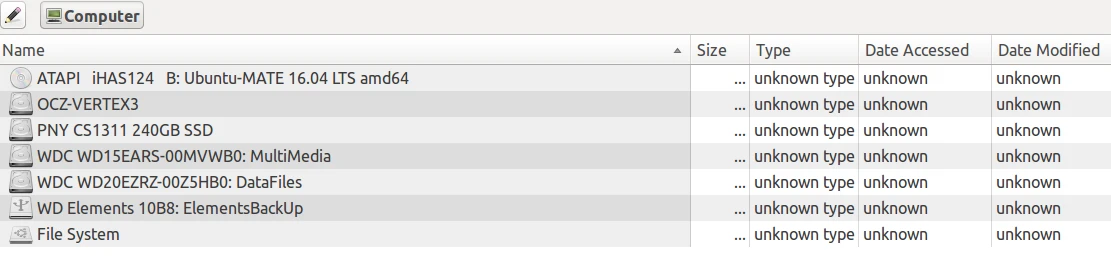 Computer
Name Size Type Date Accessed Date Modified
ATAPI iHAS124 B: Ubuntu-MATE 16.04 LTS amd64 ... unknown type unknown unknown
OCZ-VERTEX3 ... unknown type unknown unknown
PNY CS1311 240GB SSD ... unknown type unknown unknown
WDC WD15EARS-00MVWB0: MultiMedia ... unknown type unknown unknown
WDC WD20EZRZ-00Z5HB0: DataFiles ... unknown type unknown unknown
WD Elements 10B8: ElementsBackUp ... unknown type unknown unknown
File System ... unknown type unknown unknown